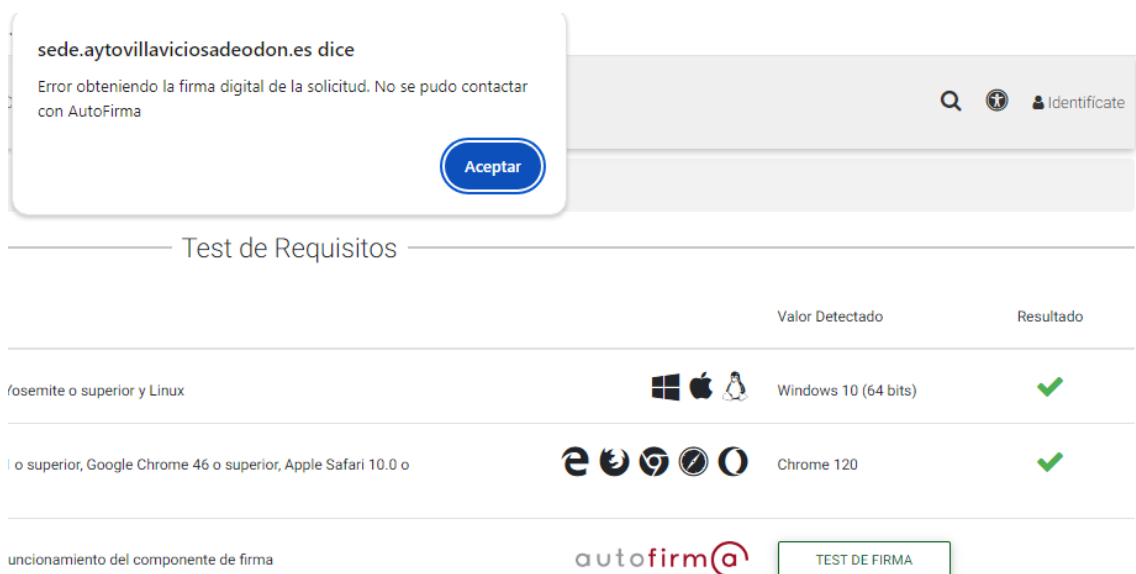 sede.aytovillaviciosadeodon.es dice
Error obteniendo la firma digital de la solicitud. No se pudo contactar
con AutoFirma
Aceptar
Identifícate
Test de Requisitos
Valor Detectado Resultado
Yosemite o superior y Linux Windows 10 (64 bits)
o superior, Google Chrome 46 o superior, Apple Safari 10.0 o Chrome 120
uncionamiento del componente de firma autofirm@ TEST DE FIRMA